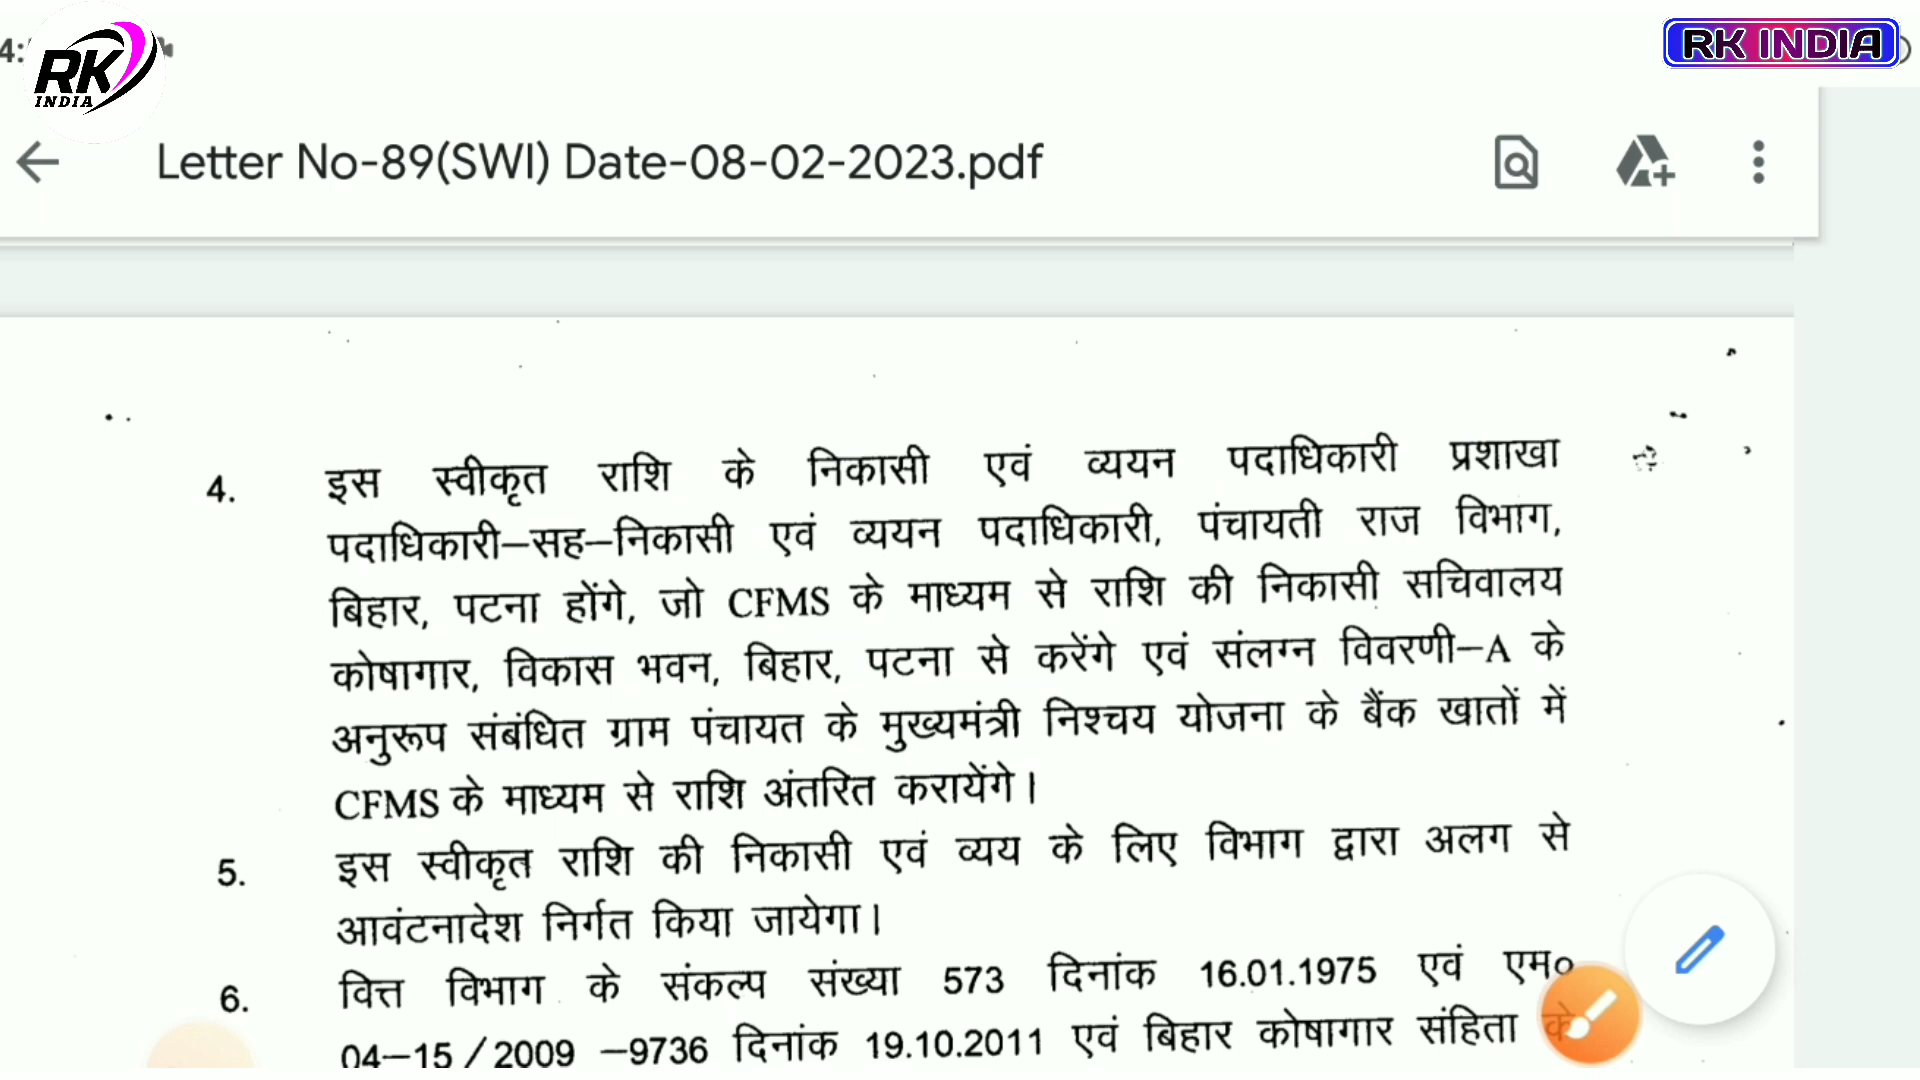 4:
RK
INDIA
RK INDIA
Letter No-89(SWI) Date-08-02-2023.pdf
4. इस स्वीकृत राशि के निकासी एवं व्ययन पदाधिकारी प्रशाखा
पदाधिकारी–सह–निकासी एवं व्ययन पदाधिकारी, पंचायती राज विभाग,
बिहार, पटना होंगे, जो CFMS के माध्यम से राशि की निकासी सचिवालय
कोषागार, विकास भवन, बिहार, पटना से करेंगे एवं संलग्न विवरणी–A के
अनुरूप संबंधित ग्राम पंचायत के मुख्यमंत्री निश्चय योजना के बैंक खातों में
CFMS के माध्यम से राशि अंतरित करायेंगे।
5. इस स्वीकृत राशि की निकासी एवं व्यय के लिए विभाग द्वारा अलग से
आवंटनादेश निर्गत किया जायेगा।
6. वित्त विभाग के संकल्प संख्या 573 दिनांक 16.01.1975 एवं एम०
04–15/2009 –9736 दिनांक 19.10.2011 एवं बिहार कोषागार संहिता के